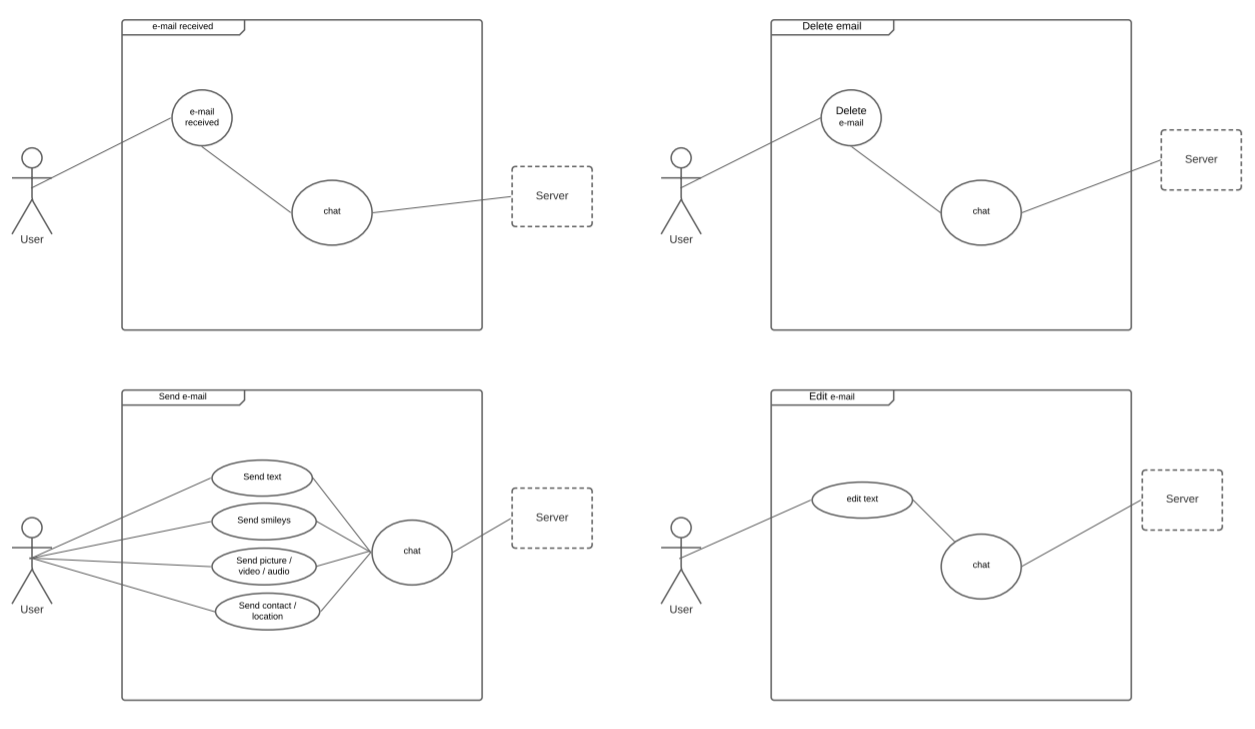 e-mail received
e-mail
received
chat
Server
User
Delete email
Delete
e-mail
chat
Server
User
Send e-mail
Send text
Send smileys
Send picture /
video / audio
Send contact /
location
chat
Server
User
Edit e-mail
edit text
chat
Server
User